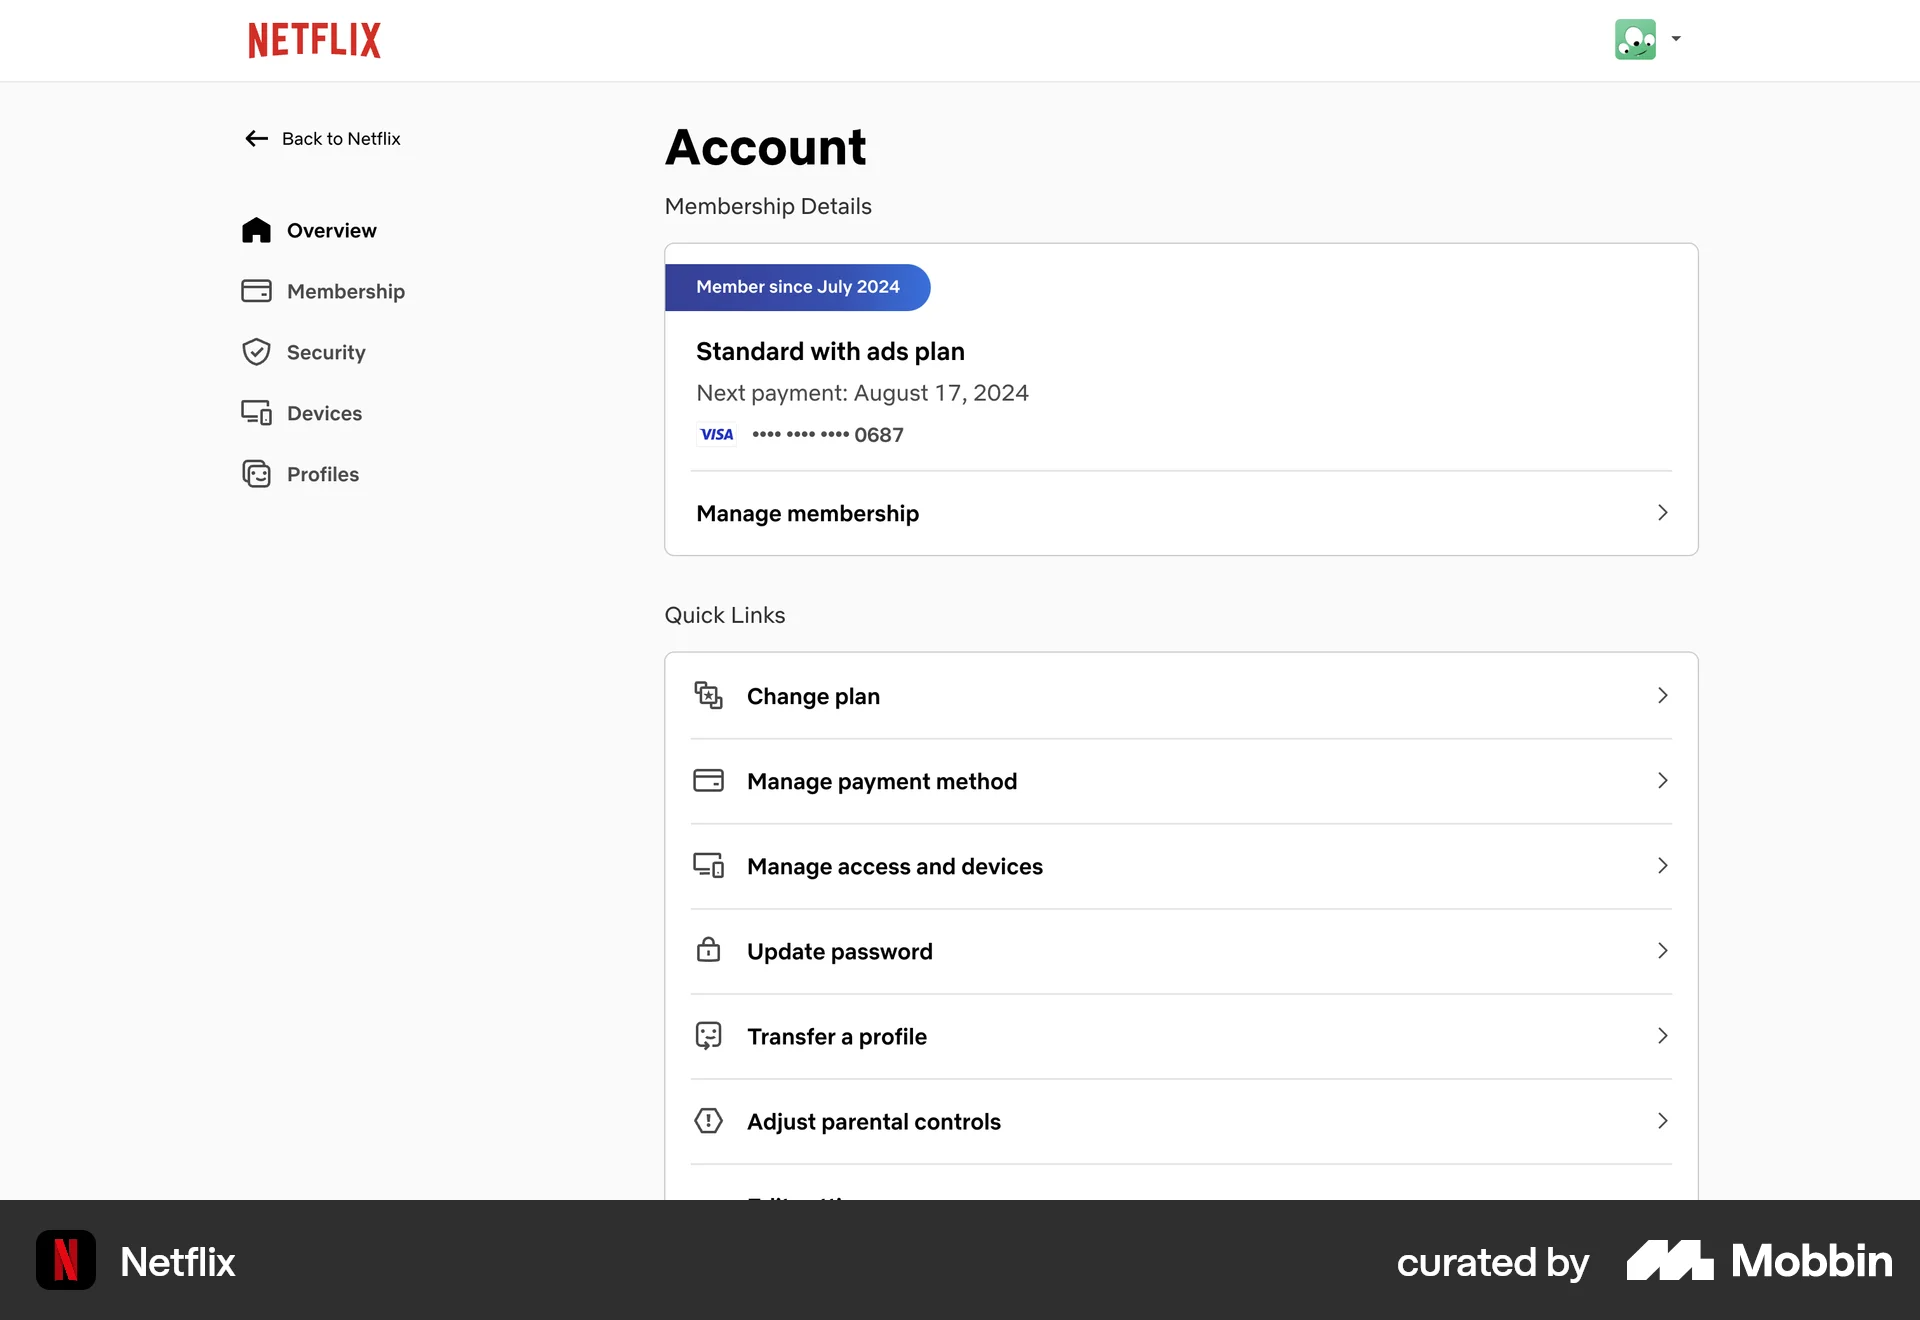 NETFLIX
Back to Netflix
Overview
Membership
Security
Devices
Profiles
Account
Membership Details
Member since July 2024
Standard with ads plan
Next payment: August 17, 2024
VISA •••• •••• •••• 0687
Manage membership
Quick Links
Change plan
Manage payment method
Manage access and devices
Update password
Transfer a profile
Adjust parental controls
N Netflix
curated by Mobbin